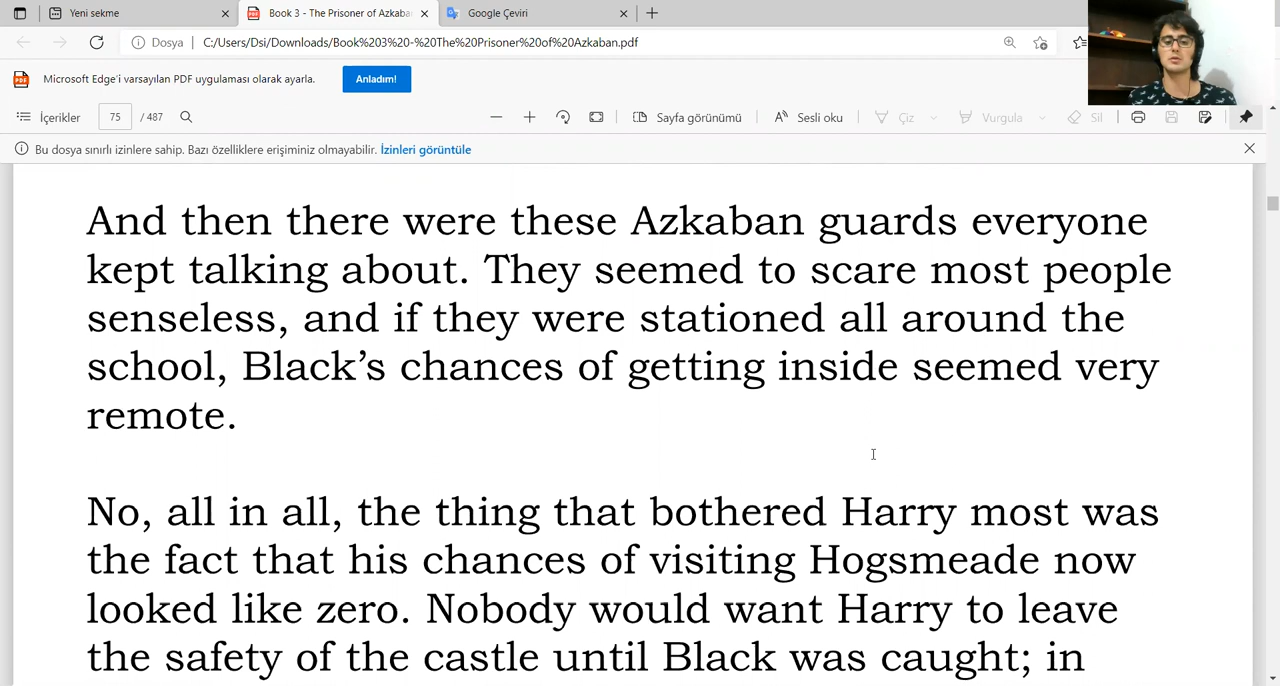 Yeni sekme
Book 3 - The Prisoner of Azkaba
Google Çeviri
Dosya
C:/Users/Dsi/Downloads/Book%203%20-%20The%20Prisoner%20of%20Azkaban.pdf
Microsoft Edge'i varsayılan PDF uygulaması olarak ayarla.
Anladım!
İçerikler
75
/ 487
Sayfa görünümü
Sesli oku
Çiz
Vurgula
Sil
Bu dosya sınırlı izinlere sahip. Bazı özelliklere erişiminiz olmayabilir. İzinleri görüntüle
And then there were these Azkaban guards everyone
kept talking about. They seemed to scare most people
senseless, and if they were stationed all around the
school, Black's chances of getting inside seemed very
remote.
No, all in all, the thing that bothered Harry most was
the fact that his chances of visiting Hogsmeade now
looked like zero. Nobody would want Harry to leave
the safety of the castle until Black was caught; in